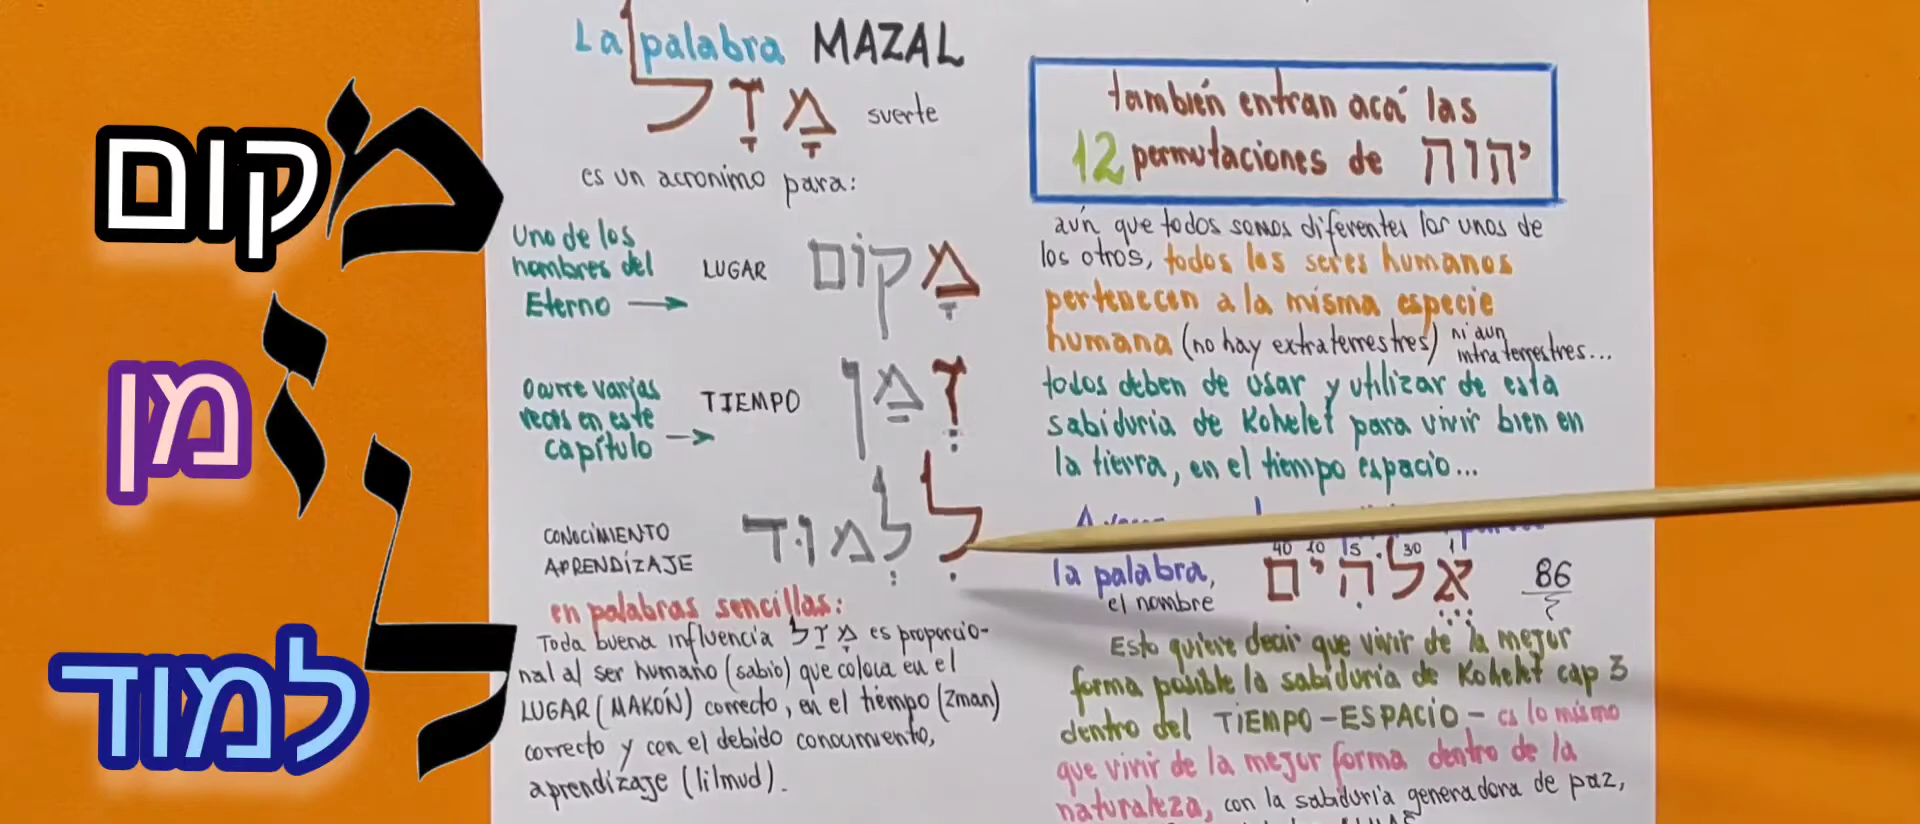 מקום
זמן
למוד
La palabra MAZAL
מַזָל suerte
es un acronimo para:
Uno de los
nombres del
Eterno → LUGAR מָקוֹם
Ocurre varias
veces en este
capítulo → TIEMPO זְמַן
CONOCIMIENTO
APRENDIZAJE לִלְמוּד
en palabras sencillas:
Toda buena influencia מַזָל es proporcio-
nal al ser humano (sabio) que coloca en el
LUGAR (MAKÓN) correcto, en el tiempo (zman)
correcto y con el debido conocimiento,
aprendizaje (lilmud).
también entran acá las
12 permutaciones de יהוה
aún que todos somos diferentes los unos de
los otros, todos los seres humanos
pertenecen a la misma especie
humana (no hay extraterrestres) ni aun
intraterrestres...
todos deben de usar y utilizar de esta
sabiduria de Kohelet para vivir bien en
la tierra, en el tiempo espacio...
la palabra,
el nombre
40 10 5 30 1
אֱלהִים 86
Esto quiere decir que vivir de la mejor
forma posible la sabiduria de Kohelet cap 3
dentro del TIEMPO-ESPACIO- es lo mismo
que vivir de la mejor forma dentro de la
naturaleza, con la sabiduria generadora de paz,